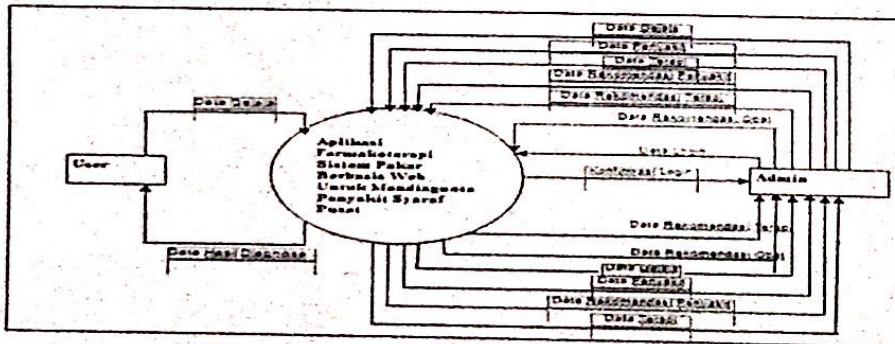 Data Gejala
Data Penyakit
Data Terapi
Data Rekomendasi Penyakit
Data Rekomendasi Terapi
Data Rekomendasi Obat
Data Gejala
Data Login
Konfirmasi Login
User
Aplikasi
Farmakoterapi
Sistem Pakar
Berbasis Web
Untuk Mendiagnosa
Penyakit Syaraf
Pusat
Admin
Data Hasil Diagnosa
Data Rekomendasi Terapi
Data Rekomendasi Obat
Data Gejala
Data Penyakit
Data Rekomendasi Penyakit
Data Terapi